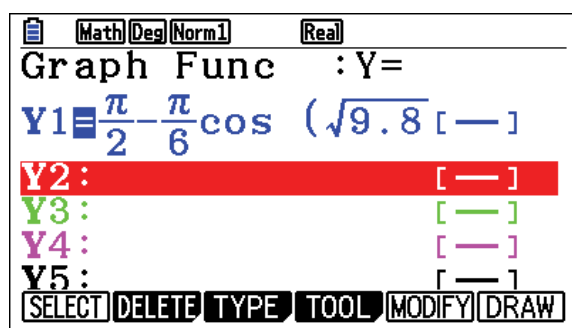 Math Deg Norm1 Real
Graph Func :Y=
Y1=π/2-π/6cos (√9.8 [—]
Y2: [—]
Y3: [—]
Y4: [—]
Y5: [—]
SELECT DELETE TYPE TOOL MODIFY DRAW